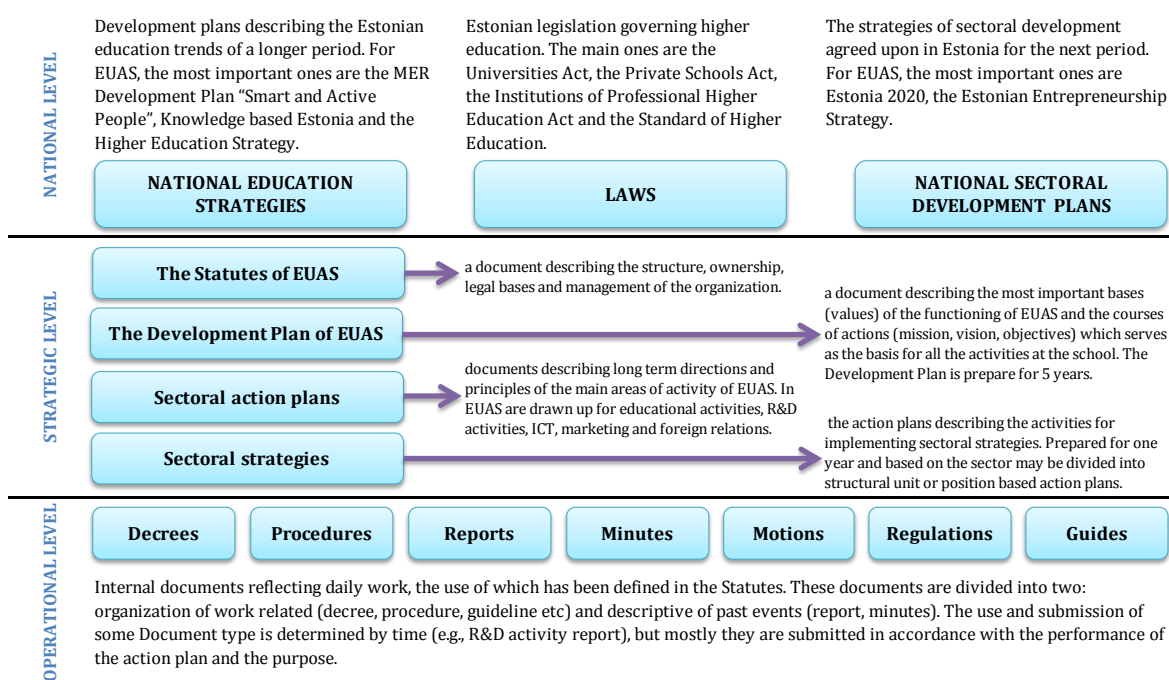 NATIONAL LEVEL
Development plans describing the Estonian
education trends of a longer period. For
EUAS, the most important ones are the MER
Development Plan “Smart and Active
People”, Knowledge based Estonia and the
Higher Education Strategy.
Estonian legislation governing higher
education. The main ones are the
Universities Act, the Private Schools Act,
the Institutions of Professional Higher
Education Act and the Standard of Higher
Education.
The strategies of sectoral development
agreed upon in Estonia for the next period.
For EUAS, the most important ones are
Estonia 2020, the Estonian Entrepreneurship
Strategy.
NATIONAL EDUCATION
STRATEGIES
LAWS
NATIONAL SECTORAL
DEVELOPMENT PLANS
STRATEGIC LEVEL
The Statutes of EUAS
a document describing the structure, ownership,
legal bases and management of the organization.
The Development Plan of EUAS
a document describing the most important bases
(values) of the functioning of EUAS and the courses
of actions (mission, vision, objectives) which serves
as the basis for all the activities at the school. The
Development Plan is prepare for 5 years.
Sectoral action plans
documents describing long term directions and
principles of the main areas of activity of EUAS. In
EUAS are drawn up for educational activities, R&D
activities, ICT, marketing and foreign relations.
Sectoral strategies
the action plans describing the activities for
implementing sectoral strategies. Prepared for one
year and based on the sector may be divided into
structural unit or position based action plans.
OPERATIONAL LEVEL
Decrees
Procedures
Reports
Minutes
Motions
Regulations
Guides
Internal documents reflecting daily work, the use of which has been defined in the Statutes. These documents are divided into two:
organization of work related (decree, procedure, guideline etc) and descriptive of past events (report, minutes). The use and submission of
some Document type is determined by time (e.g., R&D activity report), but mostly they are submitted in accordance with the performance of
the action plan and the purpose.